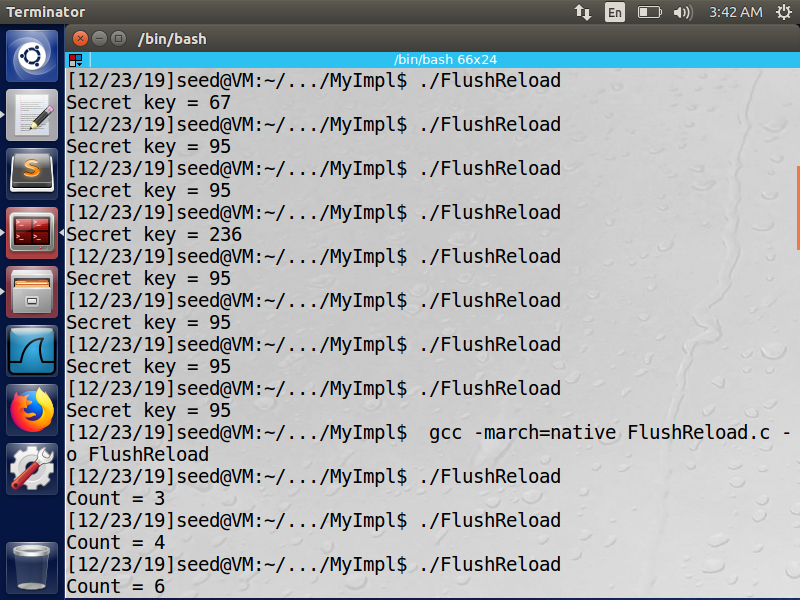 Terminator
En
3:42 AM
/bin/bash
/bin/bash 66x24
[12/23/19]seed@VM:~/.../MyImpl$ ./FlushReload
Secret key = 67
[12/23/19]seed@VM:~/.../MyImpl$ ./FlushReload
Secret key = 95
[12/23/19]seed@VM:~/.../MyImpl$ ./FlushReload
Secret key = 95
[12/23/19]seed@VM:~/.../MyImpl$ ./FlushReload
Secret key = 236
[12/23/19]seed@VM:~/.../MyImpl$ ./FlushReload
Secret key = 95
[12/23/19]seed@VM:~/.../MyImpl$ ./FlushReload
Secret key = 95
[12/23/19]seed@VM:~/.../MyImpl$ ./FlushReload
Secret key = 95
[12/23/19]seed@VM:~/.../MyImpl$ ./FlushReload
Secret key = 95
[12/23/19]seed@VM:~/.../MyImpl$  gcc -march=native FlushReload.c -
o FlushReload
[12/23/19]seed@VM:~/.../MyImpl$ ./FlushReload
Count = 3
[12/23/19]seed@VM:~/.../MyImpl$ ./FlushReload
Count = 4
[12/23/19]seed@VM:~/.../MyImpl$ ./FlushReload
Count = 6